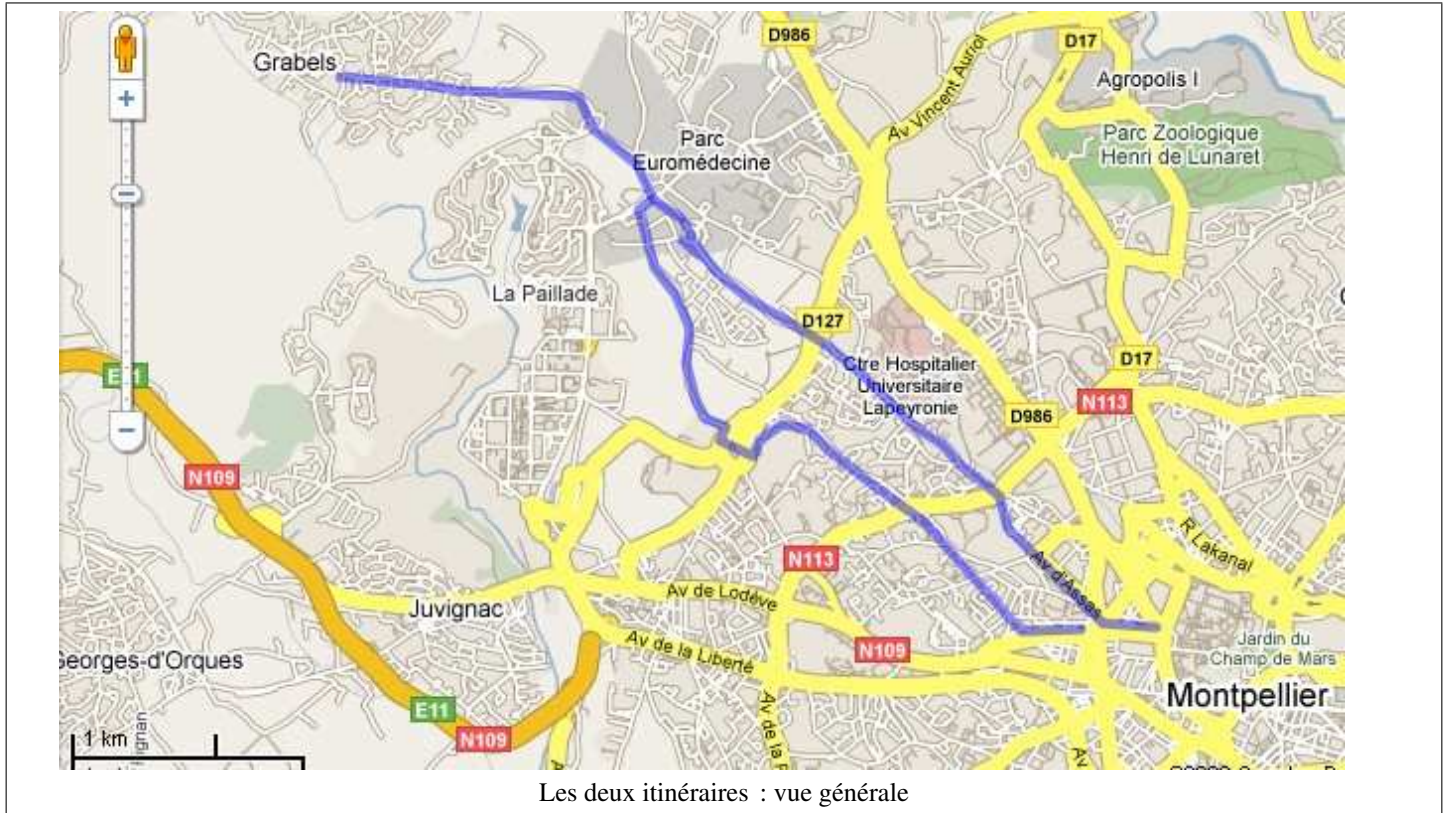 D986
D17
Grabels
Av Vincent Auriol
Agropolis I
Parc
Euromédecine
Parc Zoologique
Henri de Lunaret
La Paillade
D127
Ctre Hospitalier
Universitaire
Lapeyronie
D17
N113
D986
N109
R Lakanal
N113
Av d'Assas
Av de Lodève
Juvignac
Av de la Liberté
N109
Jardin du
Champ de Mars
Georges-d'Orques
Montpellier
E11
N109
1 km
Les deux itinéraires : vue générale